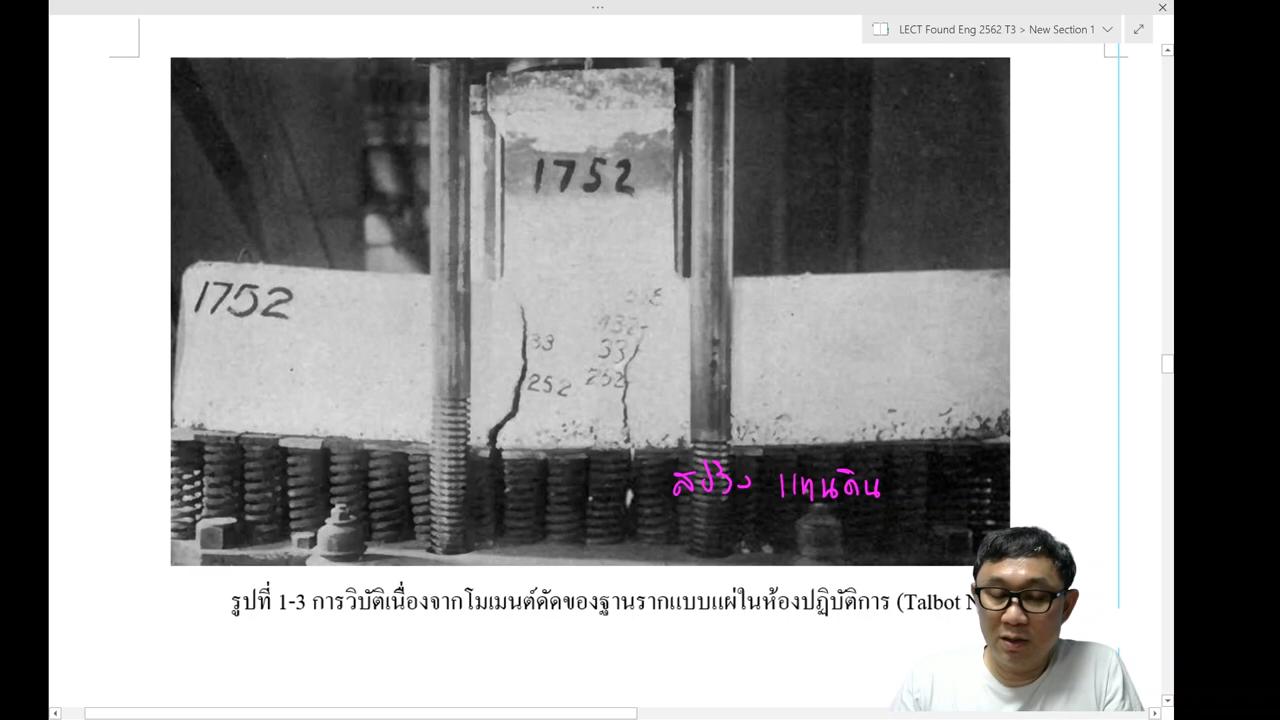 LECT Found Eng 2562 T3 > New Section 1
1752
1752
33
33
252
252
สปริง แทนดิน
รูปที่ 1-3 การวิบัติเนื่องจากโมเมนต์ดัดของฐานรากแบบแผ่ในห้องปฏิบัติการ (Talbot